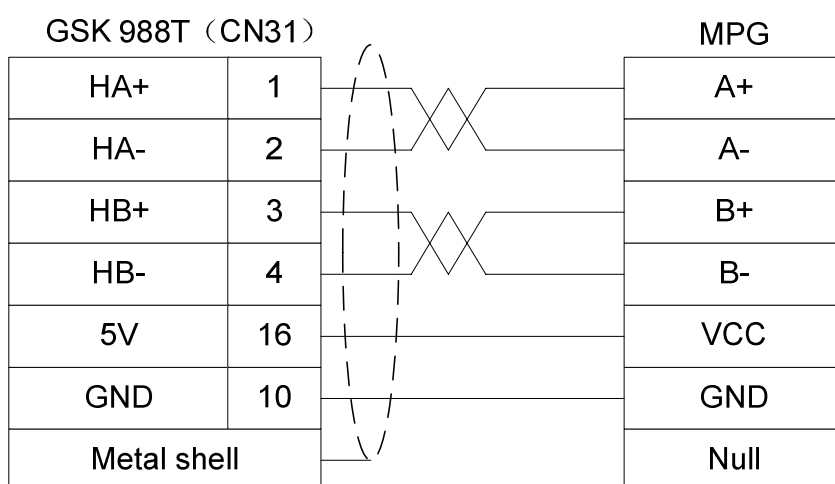 GSK 988T（CN31） MPG
HA+ 1 A+
HA- 2 A-
HB+ 3 B+
HB- 4 B-
5V 16 VCC
GND 10 GND
Metal shell Null